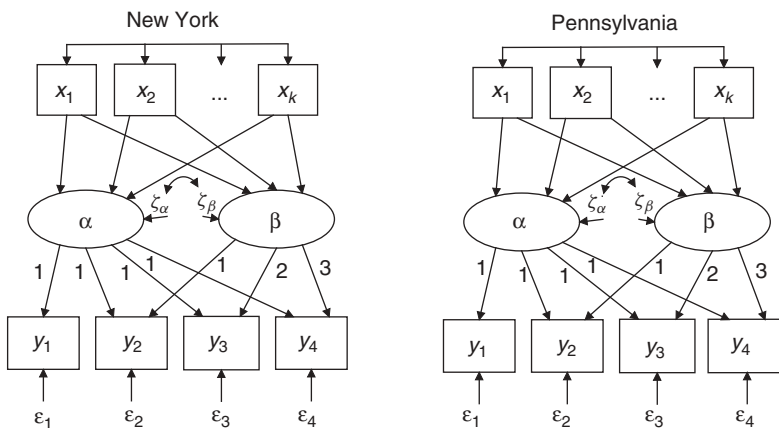 New York Pennsylvania
x1 x2 ... xk x1 x2 ... xk
α ζα ζβ β α ζα ζβ β
1 1 1 1 1 2 3 1 1 1 1 1 2 3
y1 y2 y3 y4 y1 y2 y3 y4
ε1 ε2 ε3 ε4 ε1 ε2 ε3 ε4